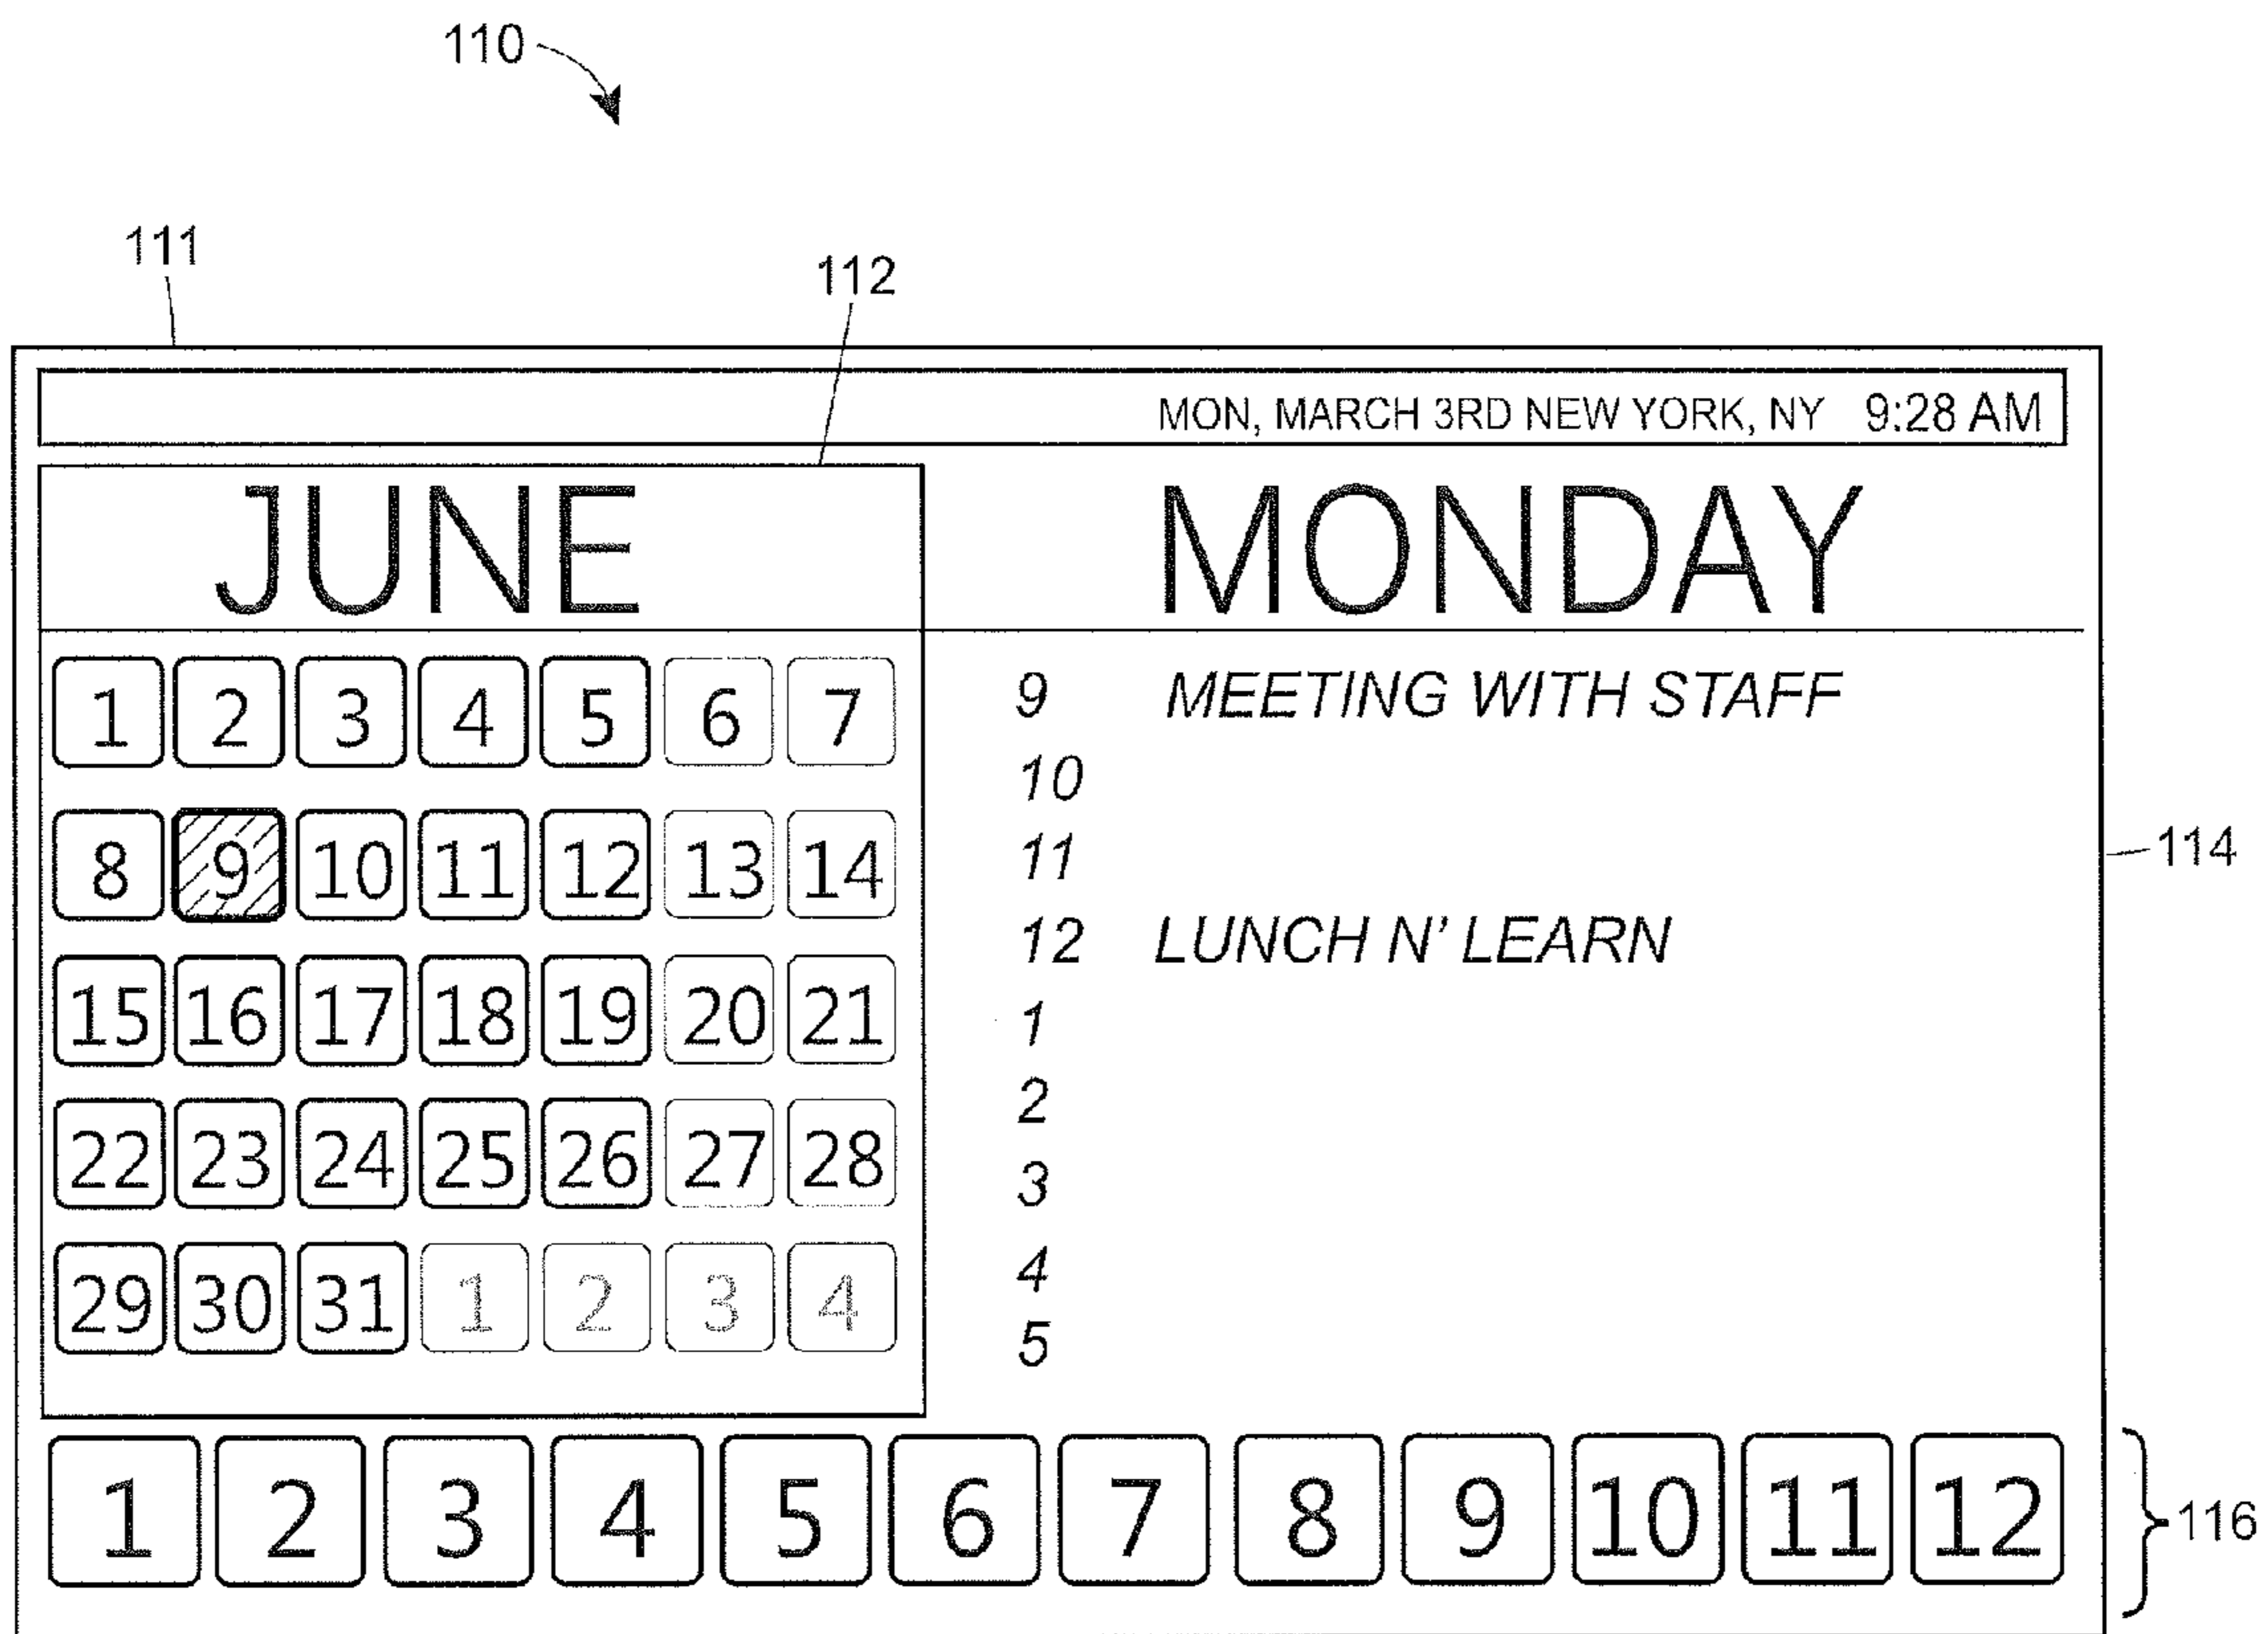 110
111
112
MON, MARCH 3RD NEW YORK, NY 9:28 AM
JUNE
1 2 3 4 5 6 7
8 9 10 11 12 13 14
15 16 17 18 19 20 21
22 23 24 25 26 27 28
29 30 31 1 2 3 4
MONDAY
9 MEETING WITH STAFF
10
11
12 LUNCH N’ LEARN
1
2
3
4
5
114
1 2 3 4 5 6 7 8 9 10 11 12
116